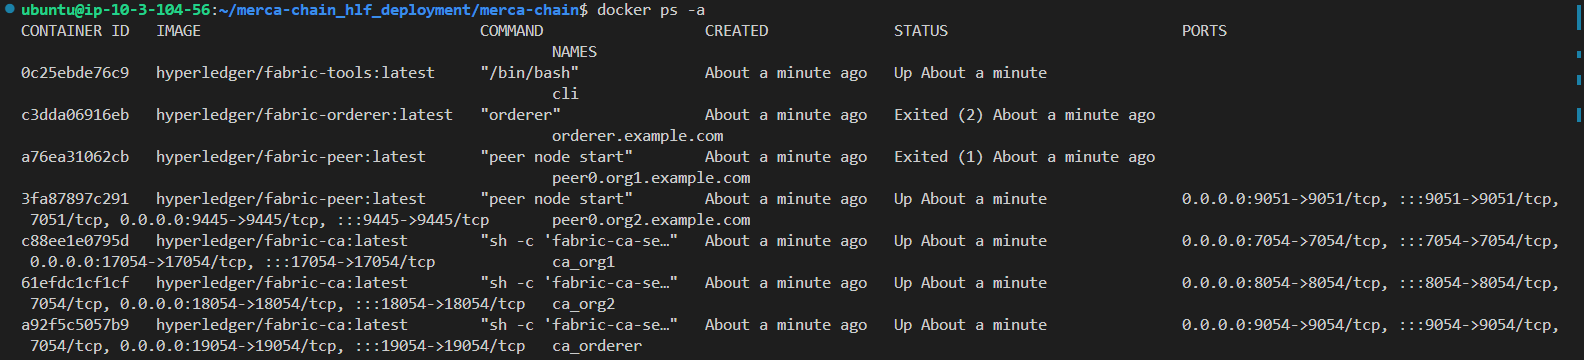 ubuntu@ip-10-3-104-56:~/merca-chain_hlf_deployment/merca-chain$ docker ps -a
CONTAINER ID   IMAGE                               COMMAND                  CREATED              STATUS                          PORTS
                                                   NAMES
0c25ebde76c9   hyperledger/fabric-tools:latest     "/bin/bash"              About a minute ago   Up About a minute
                                                   cli
c3dda06916eb   hyperledger/fabric-orderer:latest   "orderer"                About a minute ago   Exited (2) About a minute ago
                                                   orderer.example.com
a76ea31062cb   hyperledger/fabric-peer:latest      "peer node start"        About a minute ago   Exited (1) About a minute ago
                                                   peer0.org1.example.com
3fa87897c291   hyperledger/fabric-peer:latest      "peer node start"        About a minute ago   Up About a minute               0.0.0.0:9051->9051/tcp, :::9051->9051/tcp,
 7051/tcp, 0.0.0.0:9445->9445/tcp, :::9445->9445/tcp       peer0.org2.example.com
c88ee1e0795d   hyperledger/fabric-ca:latest        "sh -c 'fabric-ca-se…"   About a minute ago   Up About a minute               0.0.0.0:7054->7054/tcp, :::7054->7054/tcp,
 0.0.0.0:17054->17054/tcp, :::17054->17054/tcp             ca_org1
61efdc1cf1cf   hyperledger/fabric-ca:latest        "sh -c 'fabric-ca-se…"   About a minute ago   Up About a minute               0.0.0.0:8054->8054/tcp, :::8054->8054/tcp,
 7054/tcp, 0.0.0.0:18054->18054/tcp, :::18054->18054/tcp   ca_org2
a92f5c5057b9   hyperledger/fabric-ca:latest        "sh -c 'fabric-ca-se…"   About a minute ago   Up About a minute               0.0.0.0:9054->9054/tcp, :::9054->9054/tcp,
 7054/tcp, 0.0.0.0:19054->19054/tcp, :::19054->19054/tcp   ca_orderer